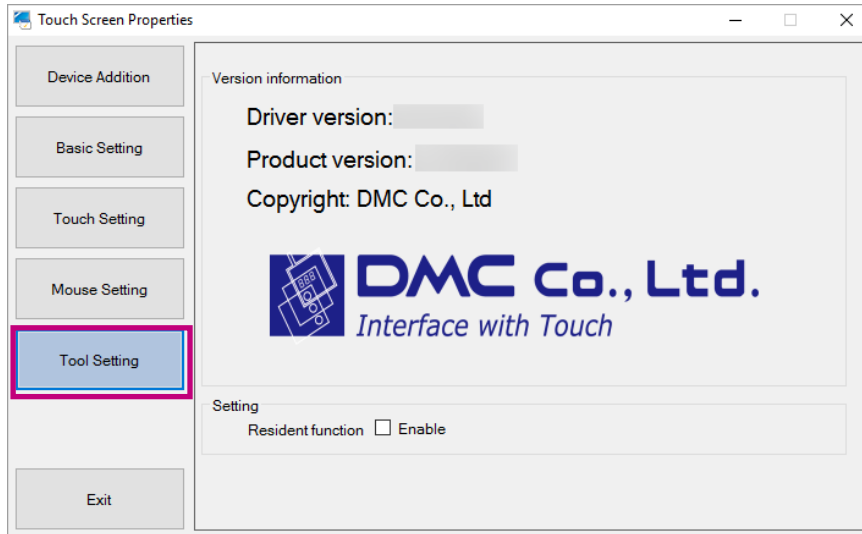 Touch Screen Properties
Device Addition
Basic Setting
Touch Setting
Mouse Setting
Tool Setting
Exit
Version information
Driver version:
Product version:
Copyright: DMC Co., Ltd
888
DMC Co., Ltd.
Interface with Touch
Setting
Resident function Enable